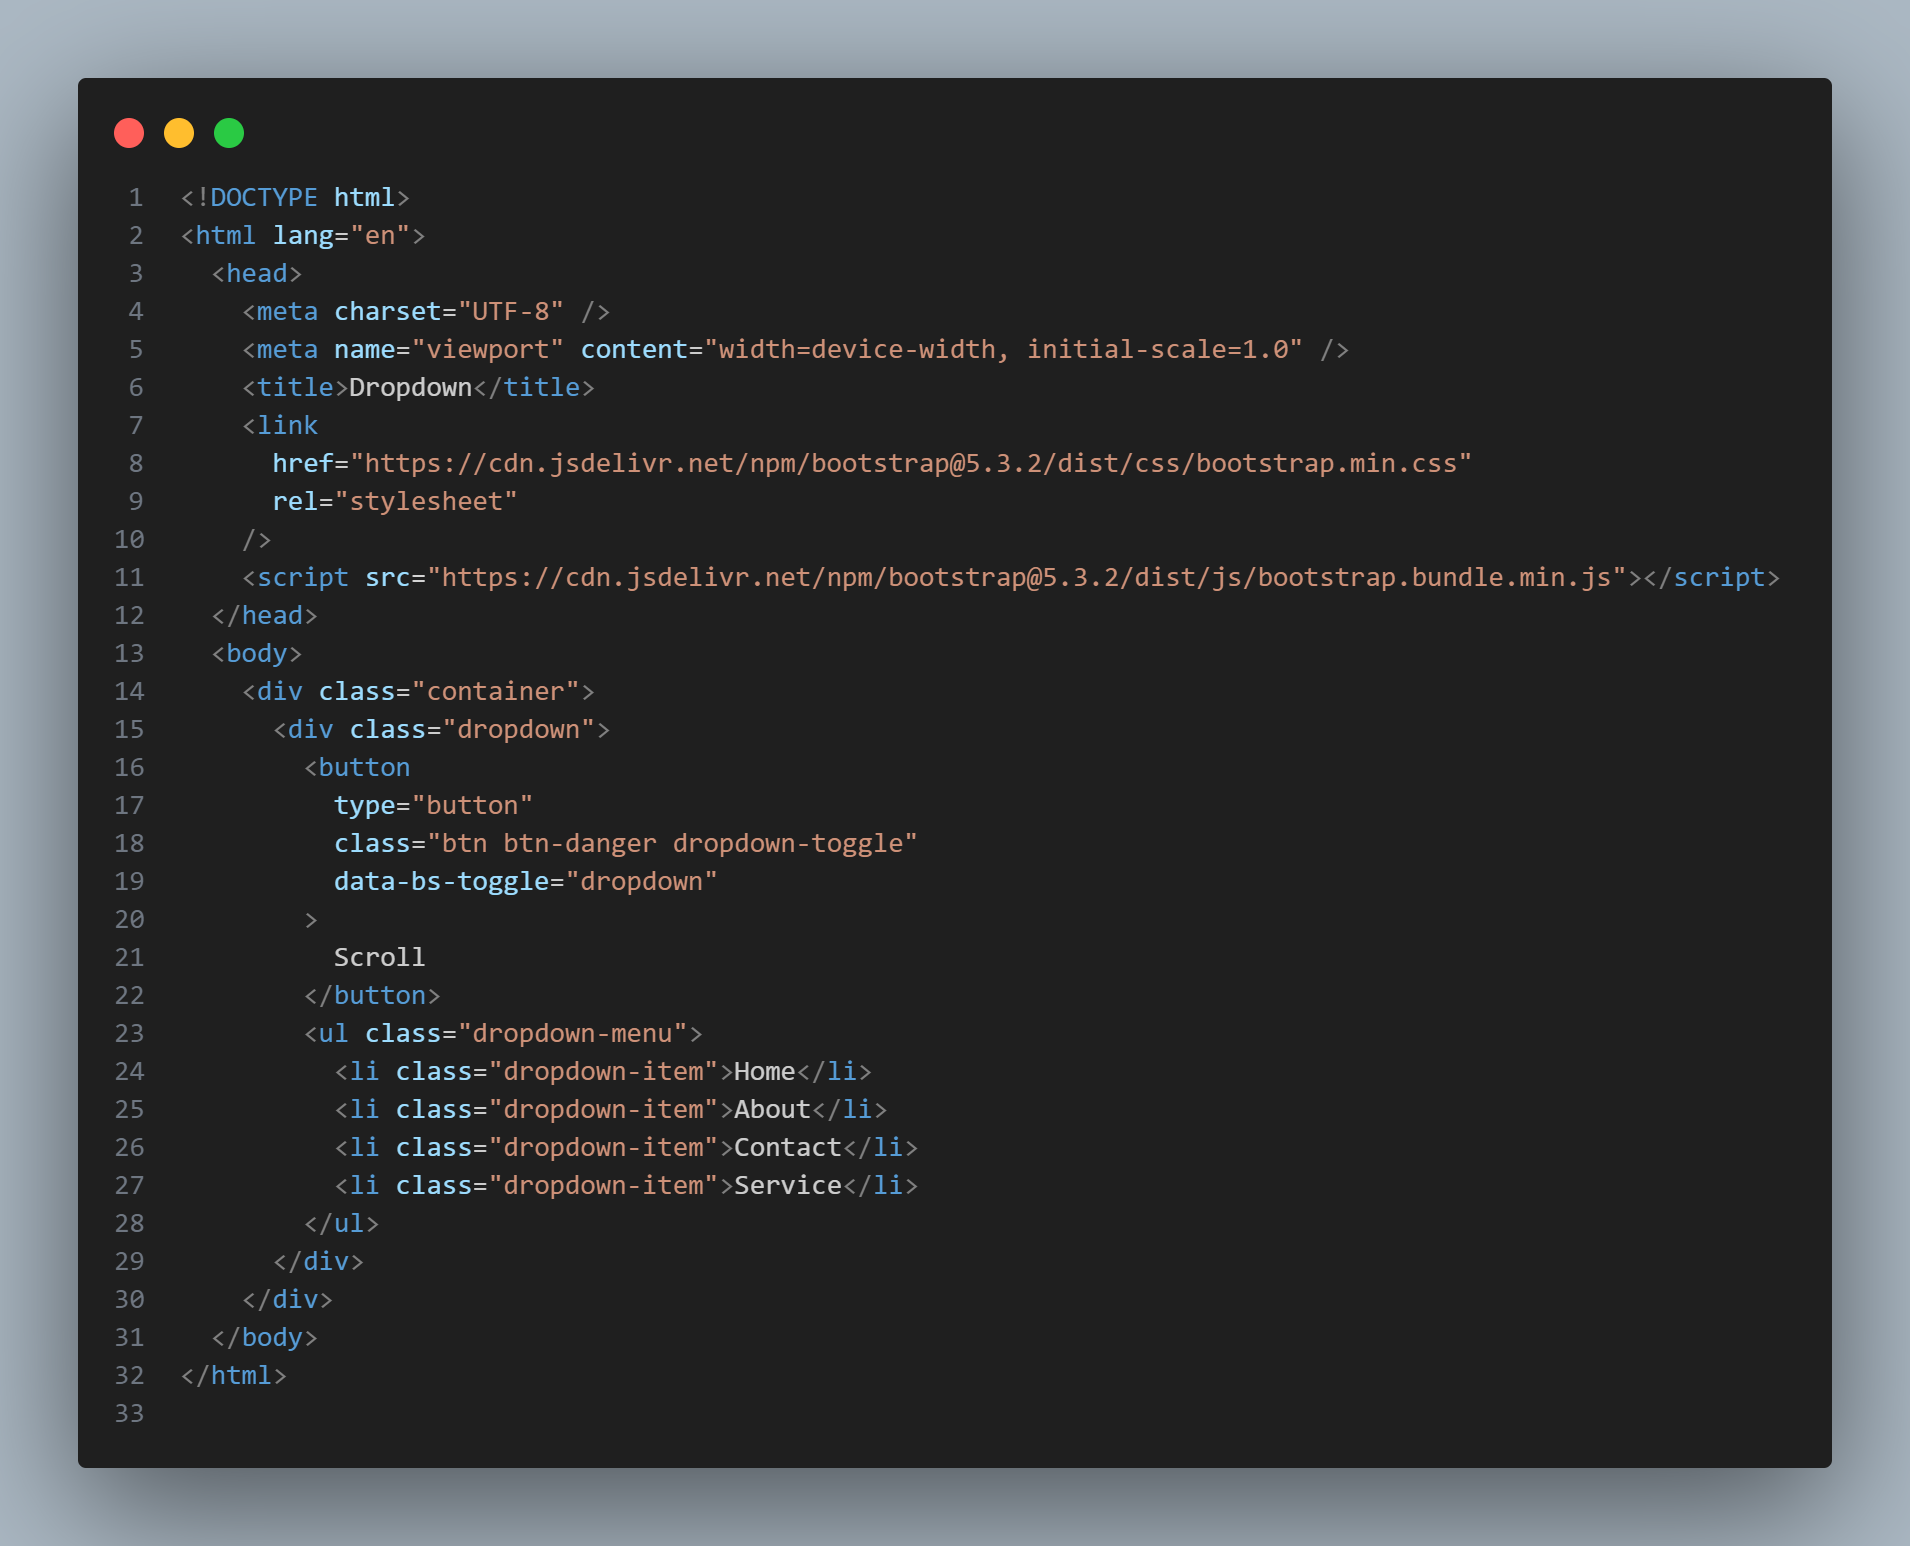 1 <!DOCTYPE html>
2 <html lang="en">
3   <head>
4     <meta charset="UTF-8" />
5     <meta name="viewport" content="width=device-width, initial-scale=1.0" />
6     <title>Dropdown</title>
7     <link
8       href="https://cdn.jsdelivr.net/npm/bootstrap@5.3.2/dist/css/bootstrap.min.css"
9       rel="stylesheet"
10     />
11     <script src="https://cdn.jsdelivr.net/npm/bootstrap@5.3.2/dist/js/bootstrap.bundle.min.js"></script>
12   </head>
13   <body>
14     <div class="container">
15       <div class="dropdown">
16         <button
17           type="button"
18           class="btn btn-danger dropdown-toggle"
19           data-bs-toggle="dropdown"
20         >
21           Scroll
22         </button>
23         <ul class="dropdown-menu">
24           <li class="dropdown-item">Home</li>
25           <li class="dropdown-item">About</li>
26           <li class="dropdown-item">Contact</li>
27           <li class="dropdown-item">Service</li>
28         </ul>
29       </div>
30     </div>
31   </body>
32 </html>
33